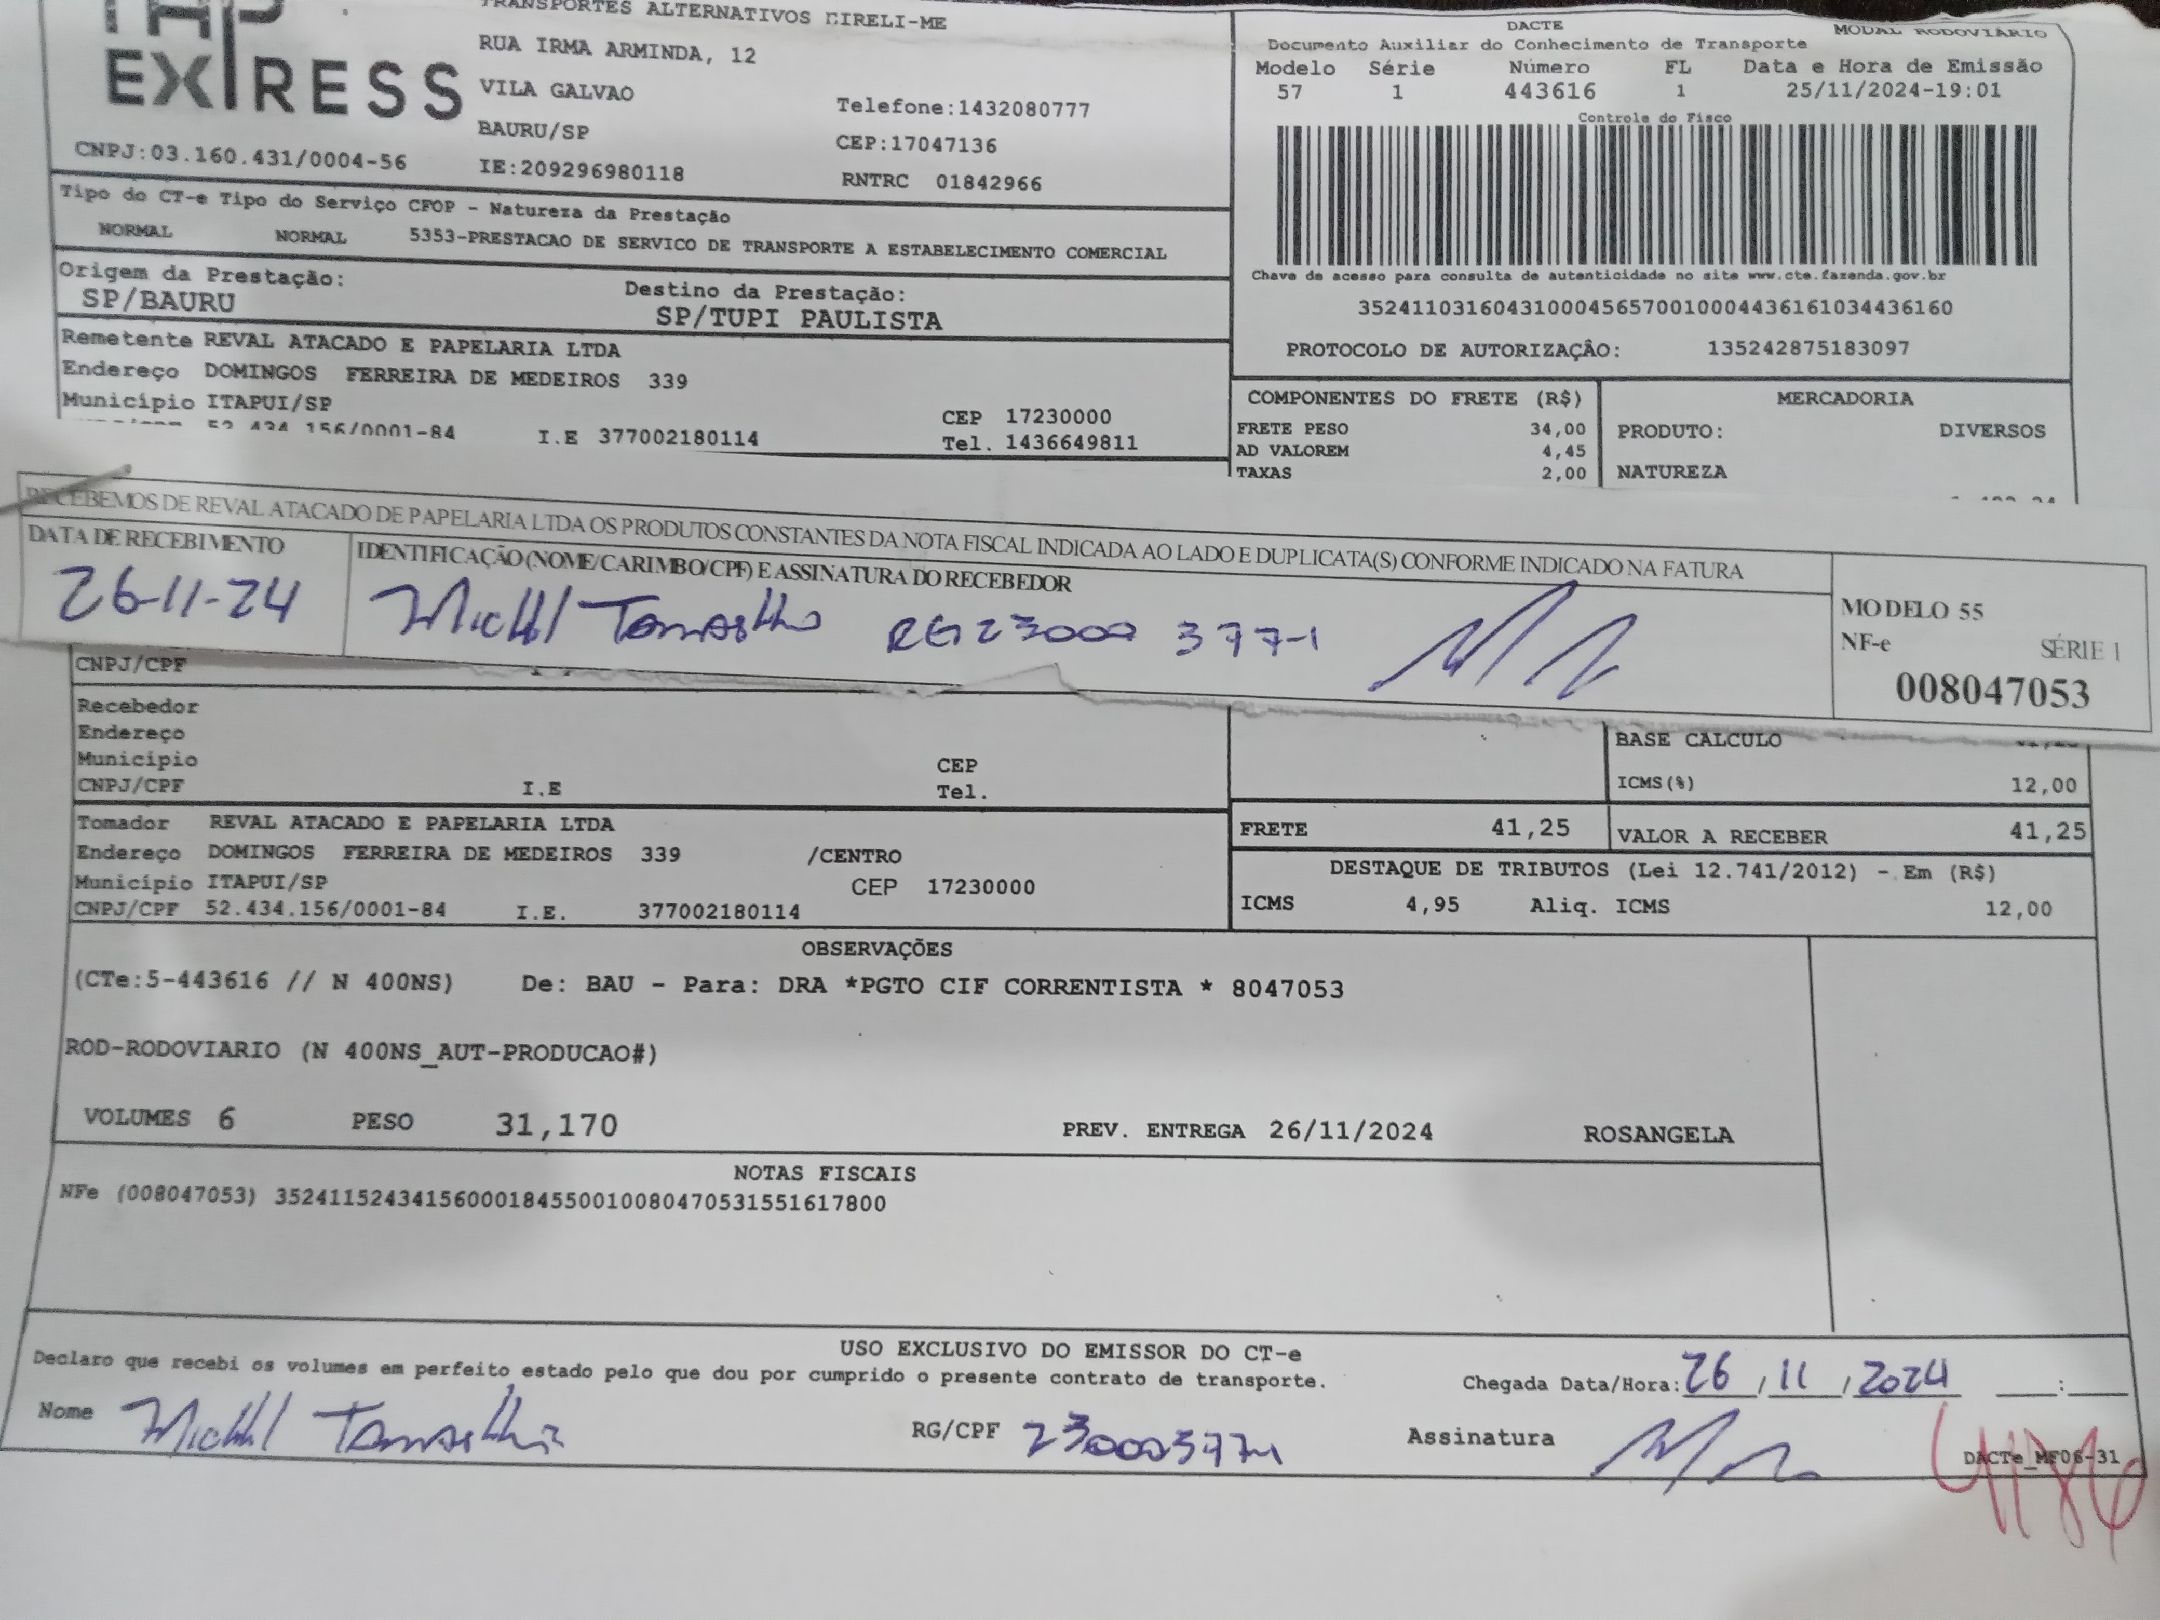 EXPRESS
TRANSPORTES ALTERNATIVOS EIRELI-ME
RUA IRMA ARMINDA, 12
VILA GALVAO
Telefone:1432080777
BAURU/SP
CEP:17047136
CNPJ:03.160.431/0004-56
IE:209296980118
RNTRC 01842966
DACTE
MODAL RODOVIÁRIO
Documento Auxiliar do Conhecimento de Transporte
Modelo Série Número FL Data e Hora de Emissão
57 1 443616 1 25/11/2024-19:01
Controle do Fisco
Chave de acesso para consulta de autenticidade no site www.cte.fazenda.gov.br
35241103160431000456570010004436161034436160
PROTOCOLO DE AUTORIZAÇÂO: 135242875183097
Tipo do CT-e Tipo do Serviço CFOP - Natureza da Prestação
NORMAL NORMAL 5353-PRESTACAO DE SERVICO DE TRANSPORTE A ESTABELECIMENTO COMERCIAL
Origem da Prestação:
SP/BAURU
Destino da Prestação:
SP/TUPI PAULISTA
Remetente REVAL ATACADO E PAPELARIA LTDA
Endereço DOMINGOS FERREIRA DE MEDEIROS 339
Município ITAPUI/SP
CEP 17230000
52.434.156/0001-84 I.E 377002180114 Tel. 1436649811
COMPONENTES DO FRETE (R$)
FRETE PESO 34,00
AD VALOREM 4,45
TAXAS 2,00
MERCADORIA
PRODUTO: DIVERSOS
NATUREZA
RECEBEMOS DE REVAL ATACADO DE PAPELARIA LTDA OS PRODUTOS CONSTANTES DA NOTA FISCAL INDICADA AO LADO E DUPLICATA(S) CONFORME INDICADO NA FATURA
DATA DE RECEBIMENTO
26-11-24
IDENTIFICAÇÃO (NOME/CARIMBO/CPF) E ASSINATURA DO RECEBEDOR
RG 23000 377-1
MODELO 55
NF-e SÉRIE 1
008047053
CNPJ/CPF
Recebedor
Endereço
Município CEP
CNPJ/CPF I.E Tel.
BASE CALCULO
ICMS(%) 12,00
Tomador REVAL ATACADO E PAPELARIA LTDA
Endereço DOMINGOS FERREIRA DE MEDEIROS 339 /CENTRO
Município ITAPUI/SP CEP 17230000
CNPJ/CPF 52.434.156/0001-84 I.E. 377002180114
FRETE 41,25 VALOR A RECEBER 41,25
DESTAQUE DE TRIBUTOS (Lei 12.741/2012) - Em (R$)
ICMS 4,95 Aliq. ICMS 12,00
OBSERVAÇÕES
(CTe:5-443616 // N 400NS) De: BAU - Para: DRA *PGTO CIF CORRENTISTA * 8047053
ROD-RODOVIARIO (N 400NS_AUT-PRODUCAO#)
VOLUMES 6 PESO 31,170 PREV. ENTREGA 26/11/2024 ROSANGELA
NOTAS FISCAIS
NFe (008047053) 35241152434156000184550010080470531551617800
USO EXCLUSIVO DO EMISSOR DO CT-e
Declaro que recebi os volumes em perfeito estado pelo que dou por cumprido o presente contrato de transporte.
Chegada Data/Hora: 26/11/2024 ___:___
Nome
RG/CPF 230003771
Assinatura
DACTe_MF06-31